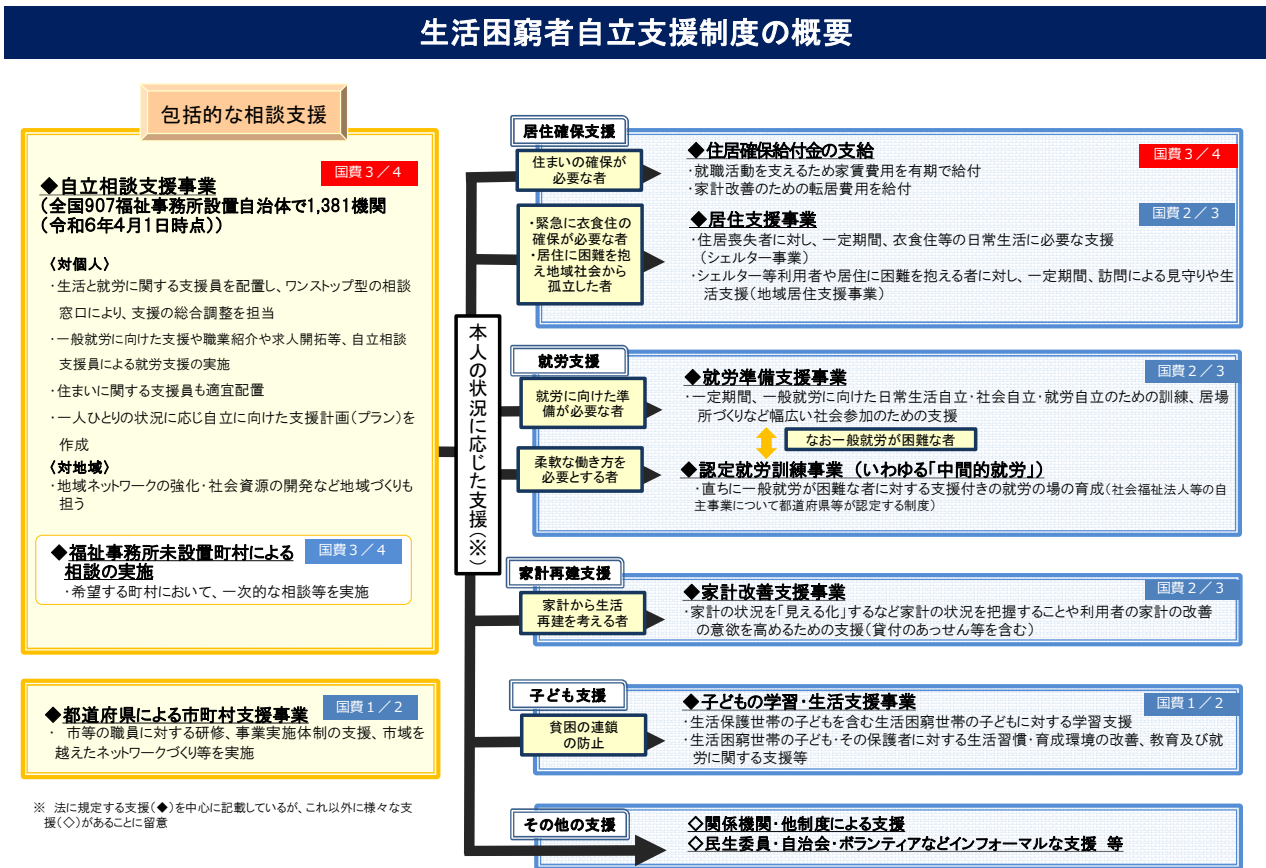 生活困窮者自立支援制度の概要
包括的な相談支援
国費３／４
◆自立相談支援事業
（全国907福祉事務所設置自治体で1,381機関
（令和6年4月1日時点））
〈対個人〉
・生活と就労に関する支援員を配置し、ワンストップ型の相談
窓口により、支援の総合調整を担当
・一般就労に向けた支援や職業紹介や求人開拓等、自立相談
支援員による就労支援の実施
・住まいに関する支援員も適宜配置
・一人ひとりの状況に応じ自立に向けた支援計画（プラン）を
作成
〈対地域〉
・地域ネットワークの強化・社会資源の開発など地域づくりも
担う
◆福祉事務所未設置町村による
相談の実施
国費３／４
・希望する町村において、一次的な相談等を実施
◆都道府県による市町村支援事業
国費１／２
・ 市等の職員に対する研修、事業実施体制の支援、市域を
越えたネットワークづくり等を実施
※ 法に規定する支援（◆）を中心に記載しているが、これ以外に様々な支
援（◇）があることに留意
本人の状況に応じた支援（※）
居住確保支援
住まいの確保が
必要な者
◆住居確保給付金の支給
国費３／４
・就職活動を支えるため家賃費用を有期で給付
・家計改善のための転居費用を給付
・緊急に衣食住の
確保が必要な者
・居住に困難を抱
え地域社会から
孤立した者
◆居住支援事業
国費２／３
・住居喪失者に対し、一定期間、衣食住等の日常生活に必要な支援
（シェルター事業）
・シェルター等利用者や居住に困難を抱える者に対し、一定期間、訪問による見守りや生
活支援（地域居住支援事業）
就労支援
就労に向けた準
備が必要な者
◆就労準備支援事業
国費２／３
・一定期間、一般就労に向けた日常生活自立・社会自立・就労自立のための訓練、居場
所づくりなど幅広い社会参加のための支援
なお一般就労が困難な者
柔軟な働き方を
必要とする者
◆認定就労訓練事業 （いわゆる「中間的就労」）
・直ちに一般就労が困難な者に対する支援付きの就労の場の育成（社会福祉法人等の自
主事業について都道府県等が認定する制度）
家計再建支援
家計から生活
再建を考える者
◆家計改善支援事業
国費２／３
・家計の状況を「見える化」するなど家計の状況を把握することや利用者の家計の改善
の意欲を高めるための支援（貸付のあっせん等を含む）
子ども支援
貧困の連鎖
の防止
◆子どもの学習・生活支援事業
国費１／２
・生活保護世帯の子どもを含む生活困窮世帯の子どもに対する学習支援
・生活困窮世帯の子ども・その保護者に対する生活習慣・育成環境の改善、教育及び就
労に関する支援等
その他の支援
◇関係機関・他制度による支援
◇民生委員・自治会・ボランティアなどインフォーマルな支援 等